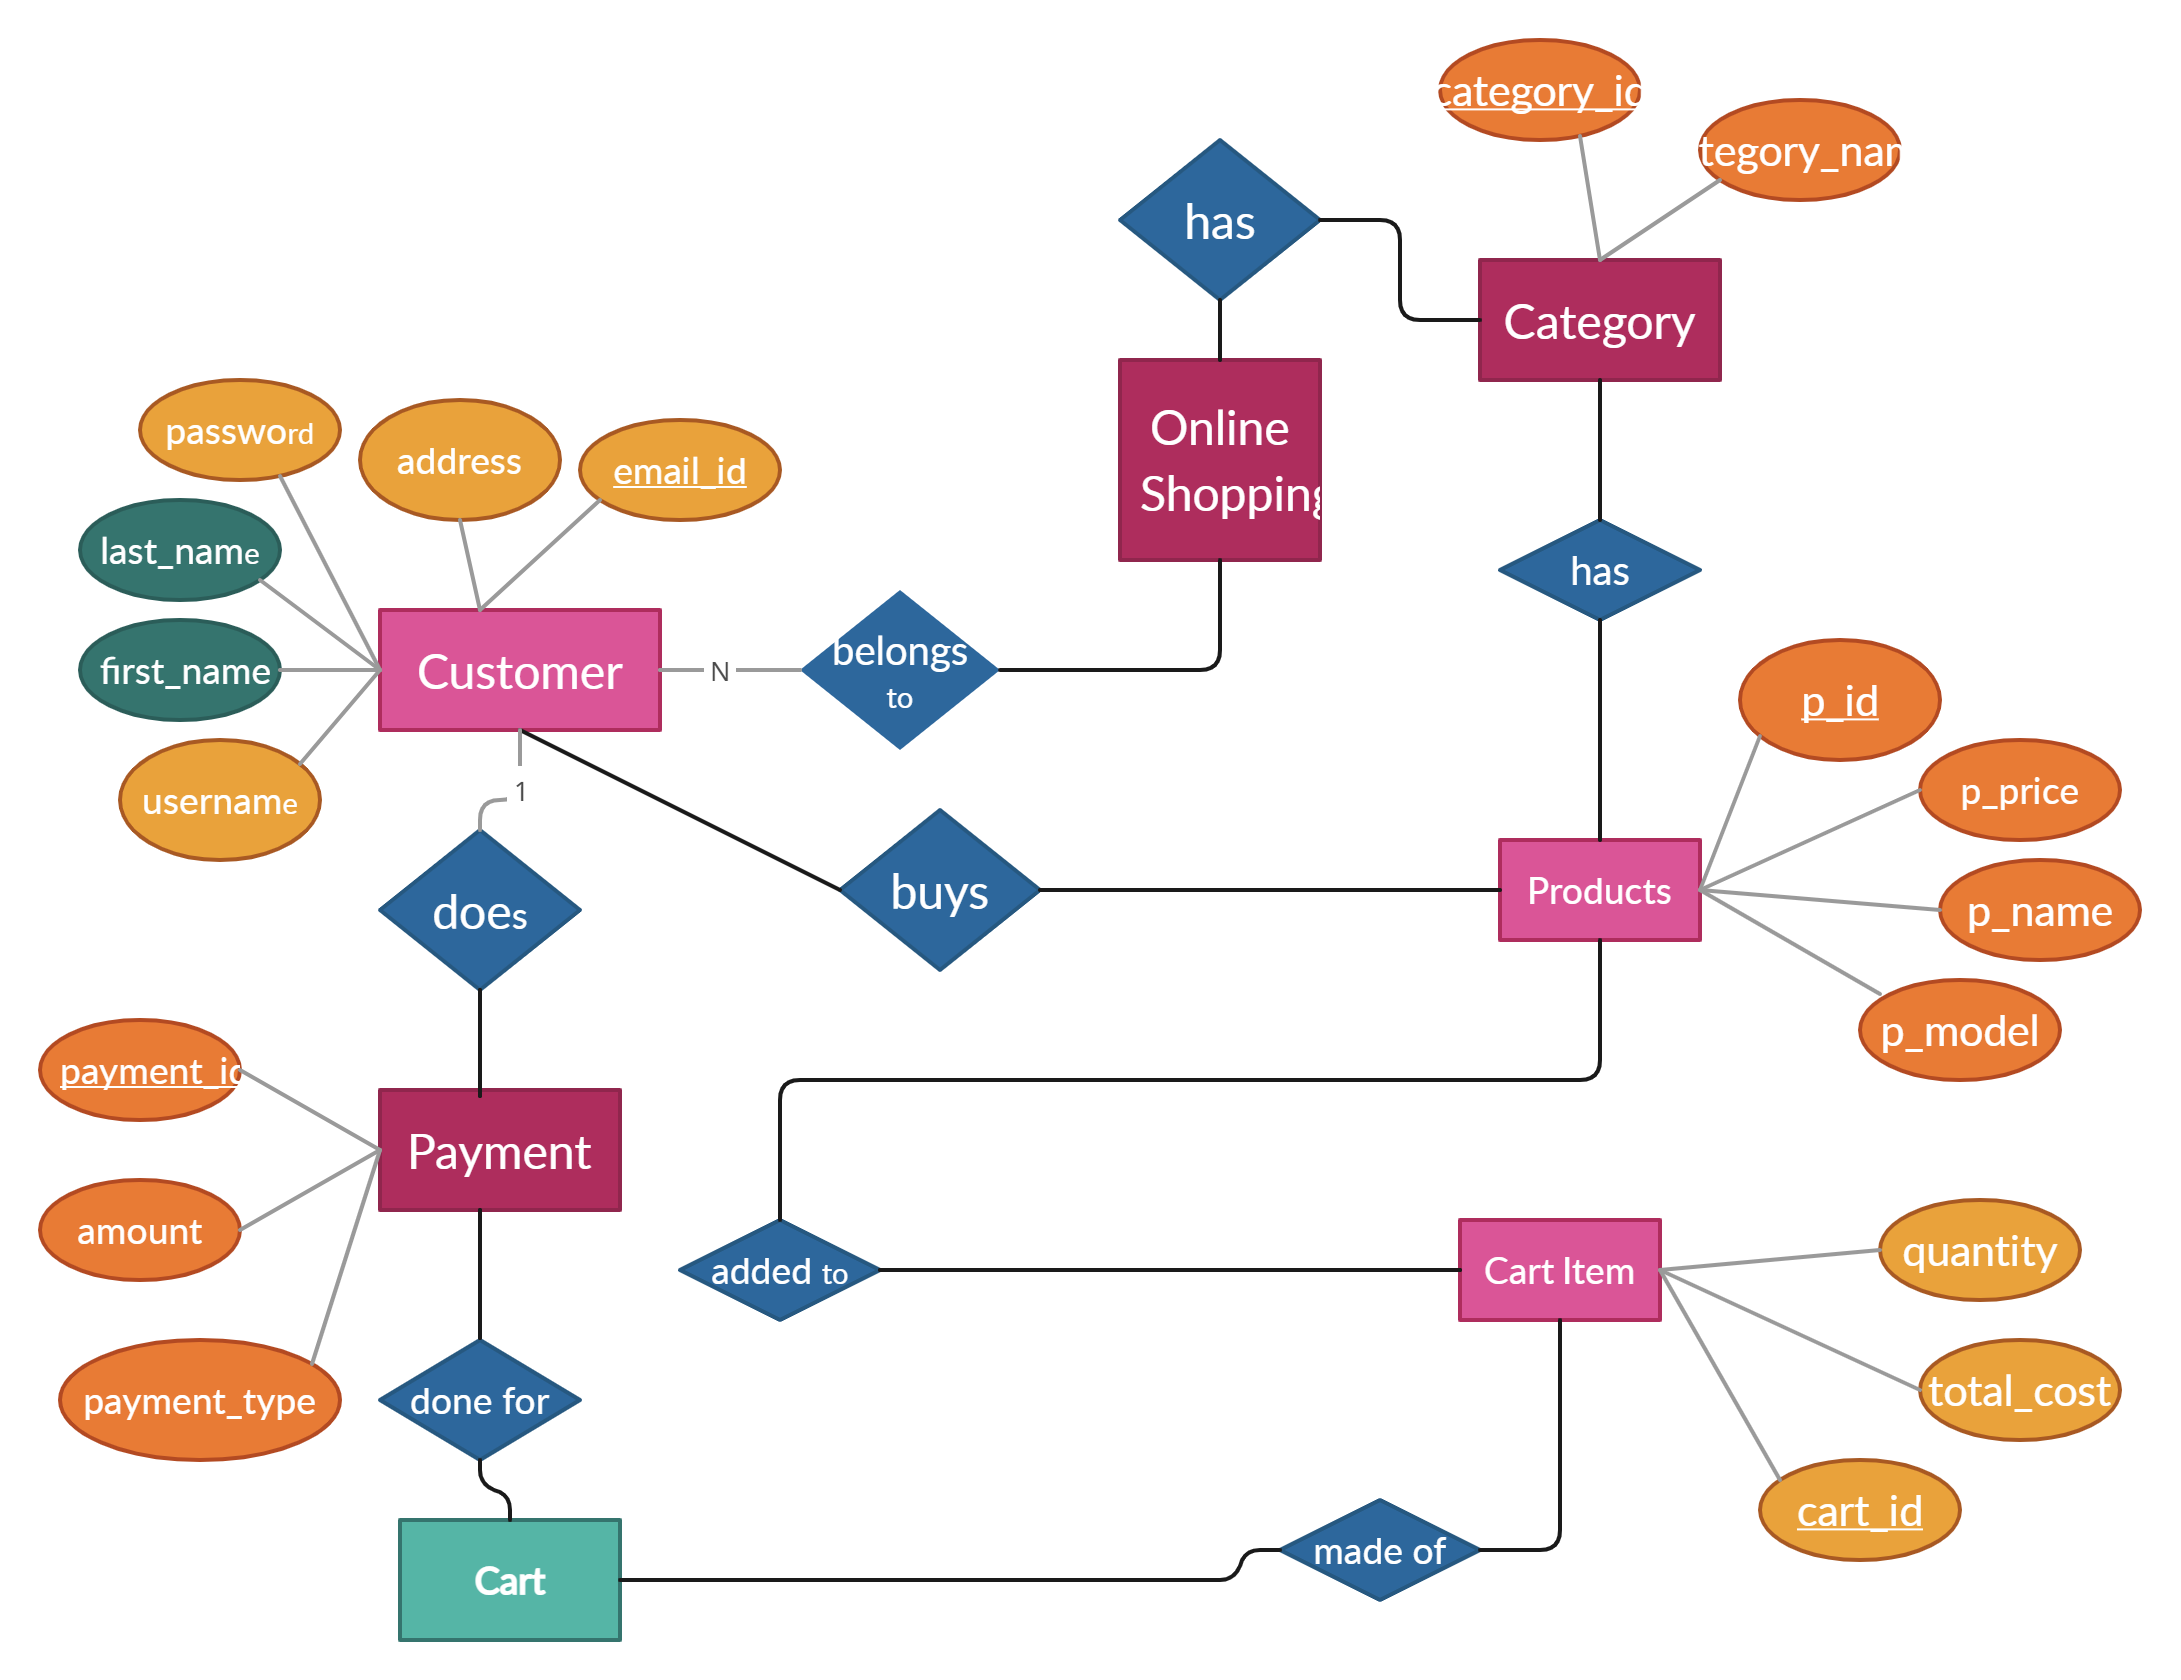 category_id
tegory_nam
has
Category
Online
Shopping
password
address
email_id
last_name
has
belongs
to
Customer
N
first_name
p_id
username
1
p_price
does
buys
Products
p_name
p_model
payment_id
Payment
amount
added to
Cart Item
quantity
payment_type
done for
total_cost
cart_id
made of
Cart